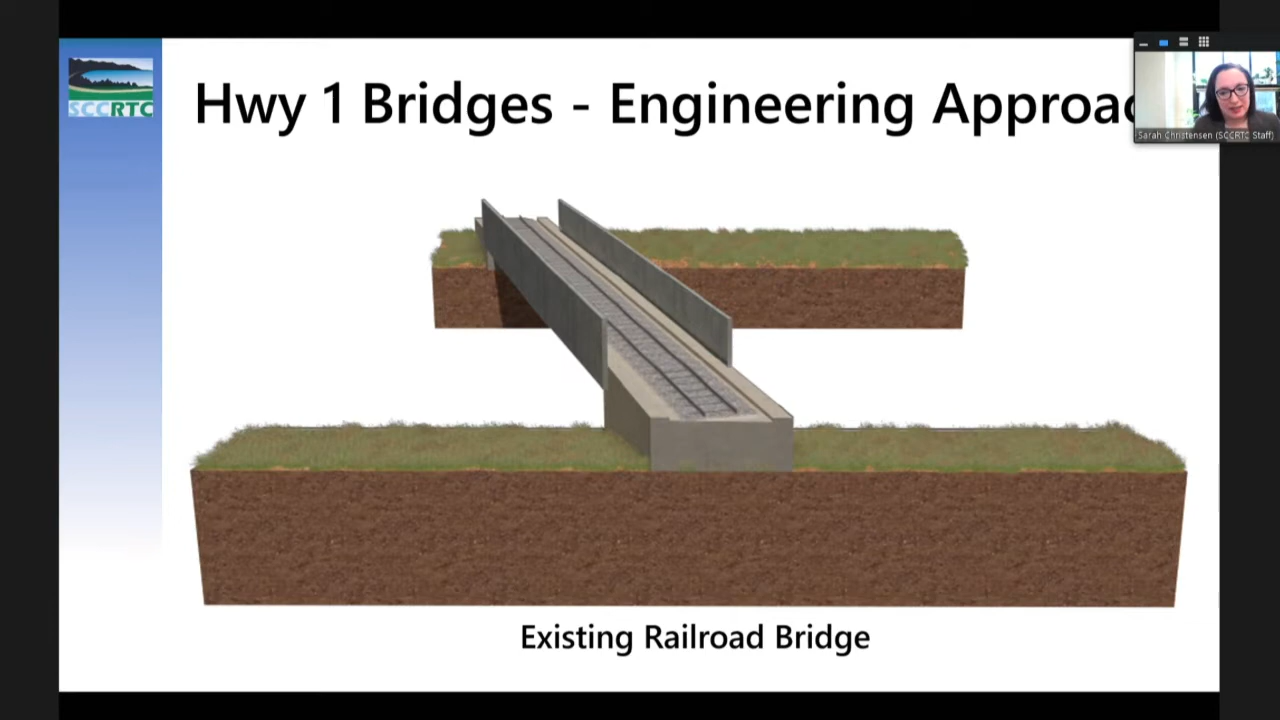 Hwy 1 Bridges - Engineering Approac
SCCRTC
Sarah Christensen (SCCRTC Staff)
Existing Railroad Bridge